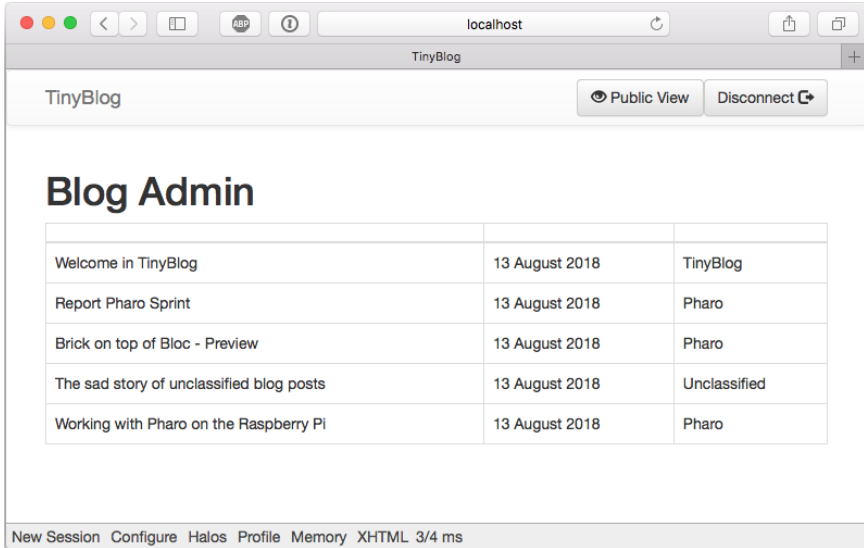 ABP localhost
TinyBlog
TinyBlog Public View Disconnect
Blog Admin
Welcome in TinyBlog 13 August 2018 TinyBlog
Report Pharo Sprint 13 August 2018 Pharo
Brick on top of Bloc - Preview 13 August 2018 Pharo
The sad story of unclassified blog posts 13 August 2018 Unclassified
Working with Pharo on the Raspberry Pi 13 August 2018 Pharo
New Session Configure Halos Profile Memory XHTML 3/4 ms